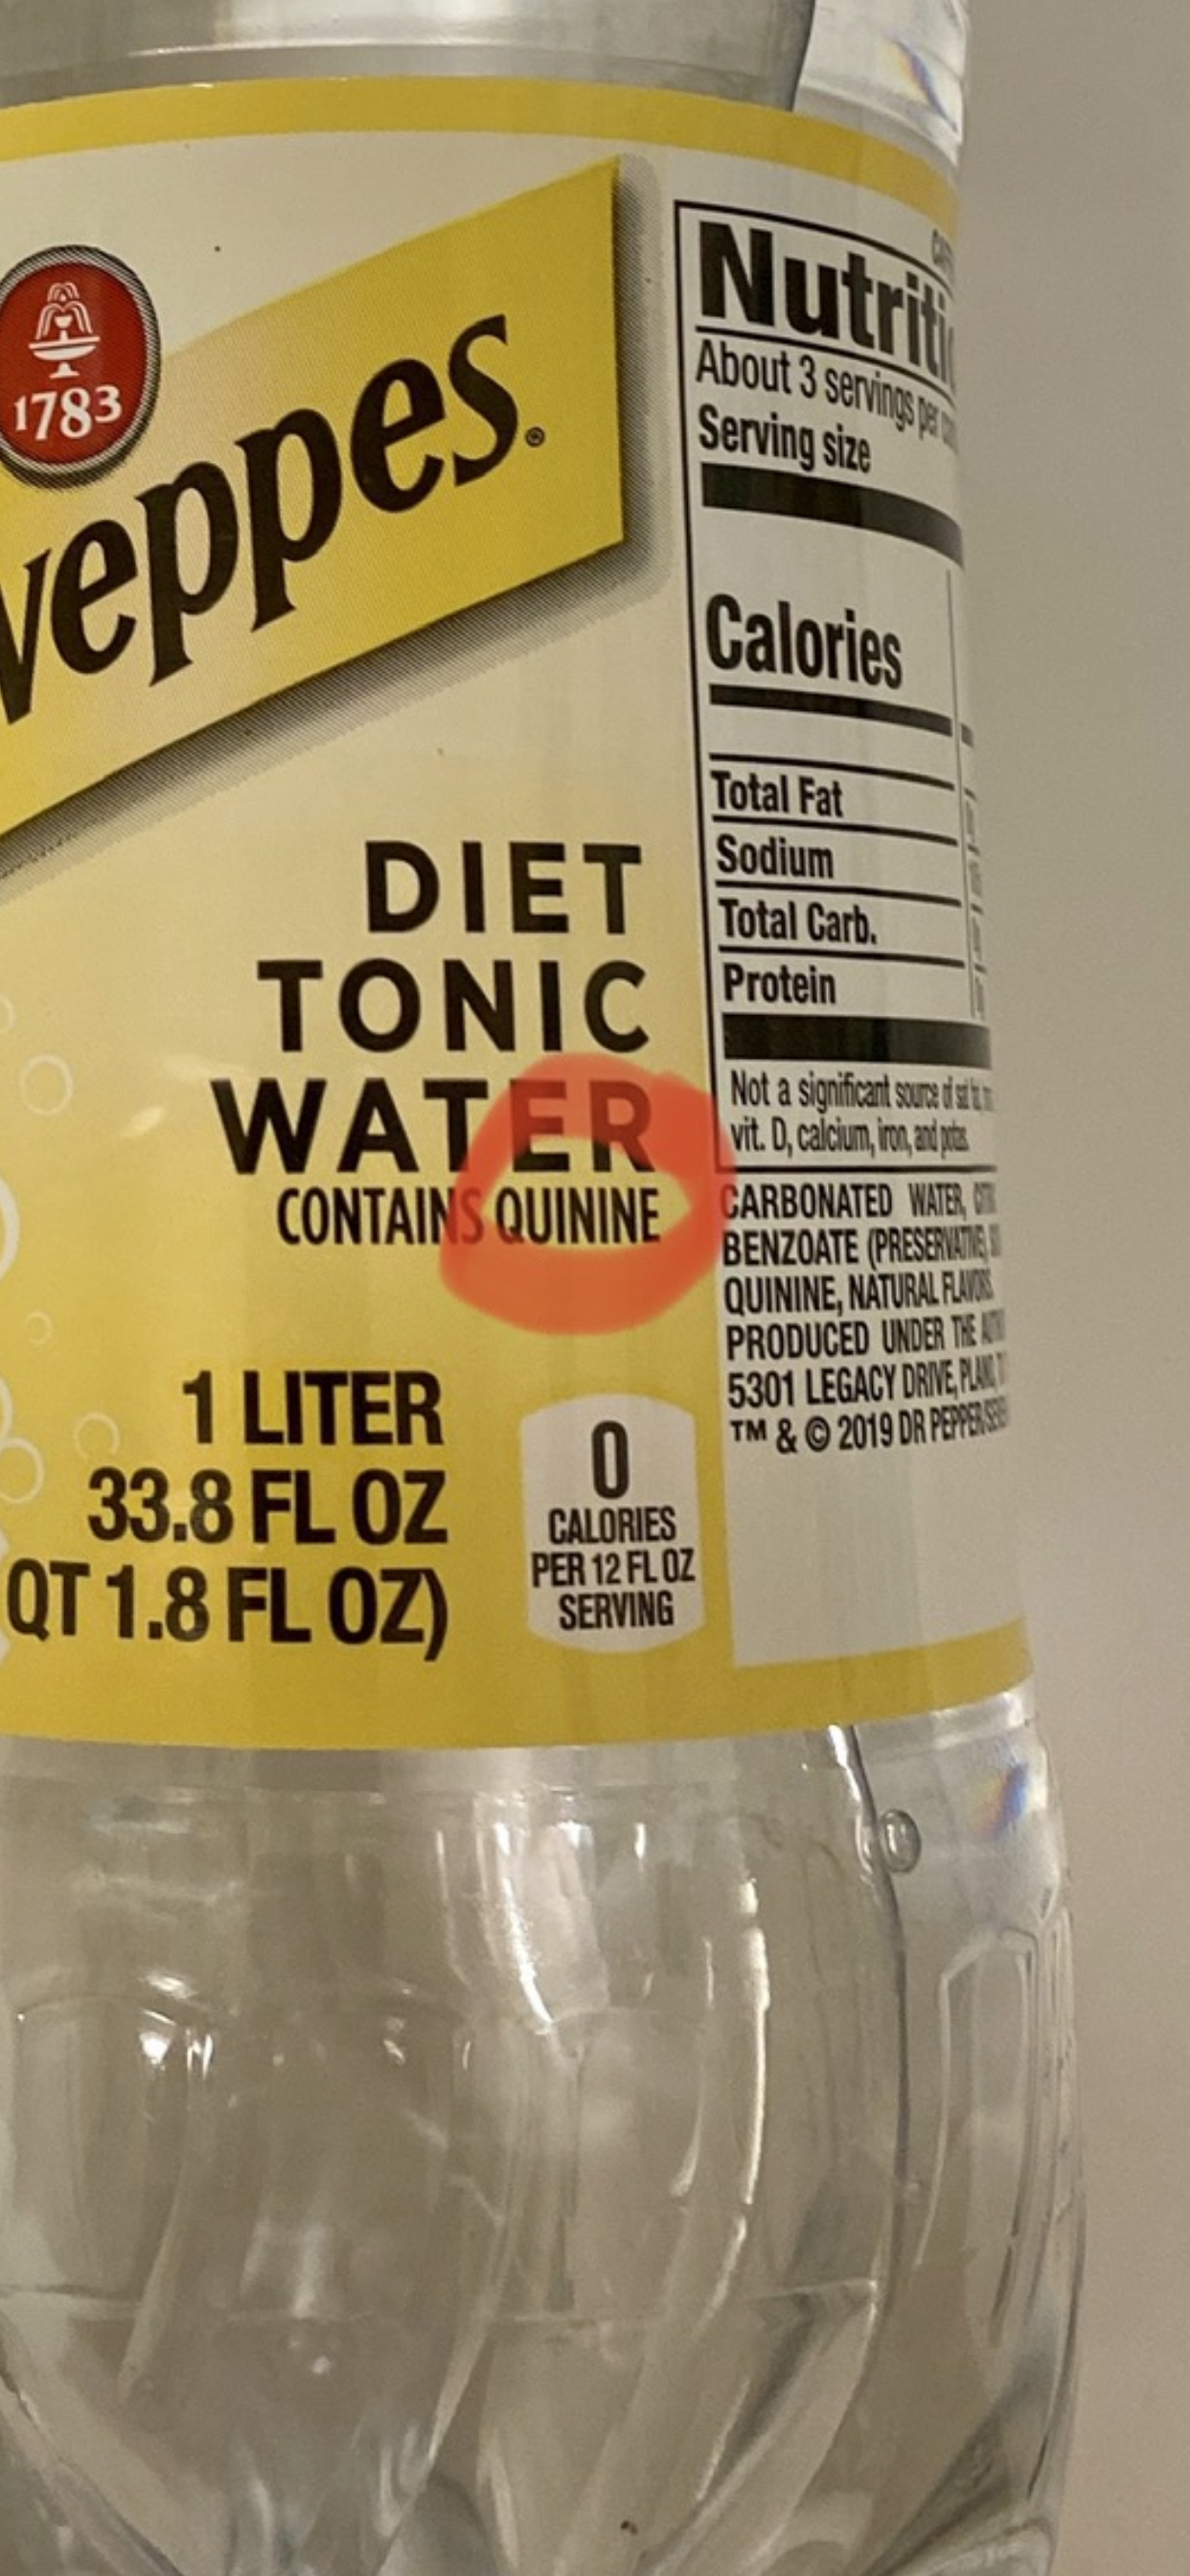 1783
veppes®
DIET
TONIC
WATER
CONTAINS QUININE
1 LITER
33.8 FL OZ
QT 1.8 FL OZ)
0
CALORIES
PER 12 FL OZ
SERVING
About 3 servings per
Serving size
Calories
Total Fat
Sodium
Total Carb.
Protein
Not a significant source of sat
vit. D, calcium, iron, and potas.
CARBONATED WATER,
BENZOATE (PRESERVATIVE),
QUININE, NATURAL FLAVORS
PRODUCED UNDER THE
5301 LEGACY DRIVE, PLANO,
™ & © 2019 DR PEPPER/